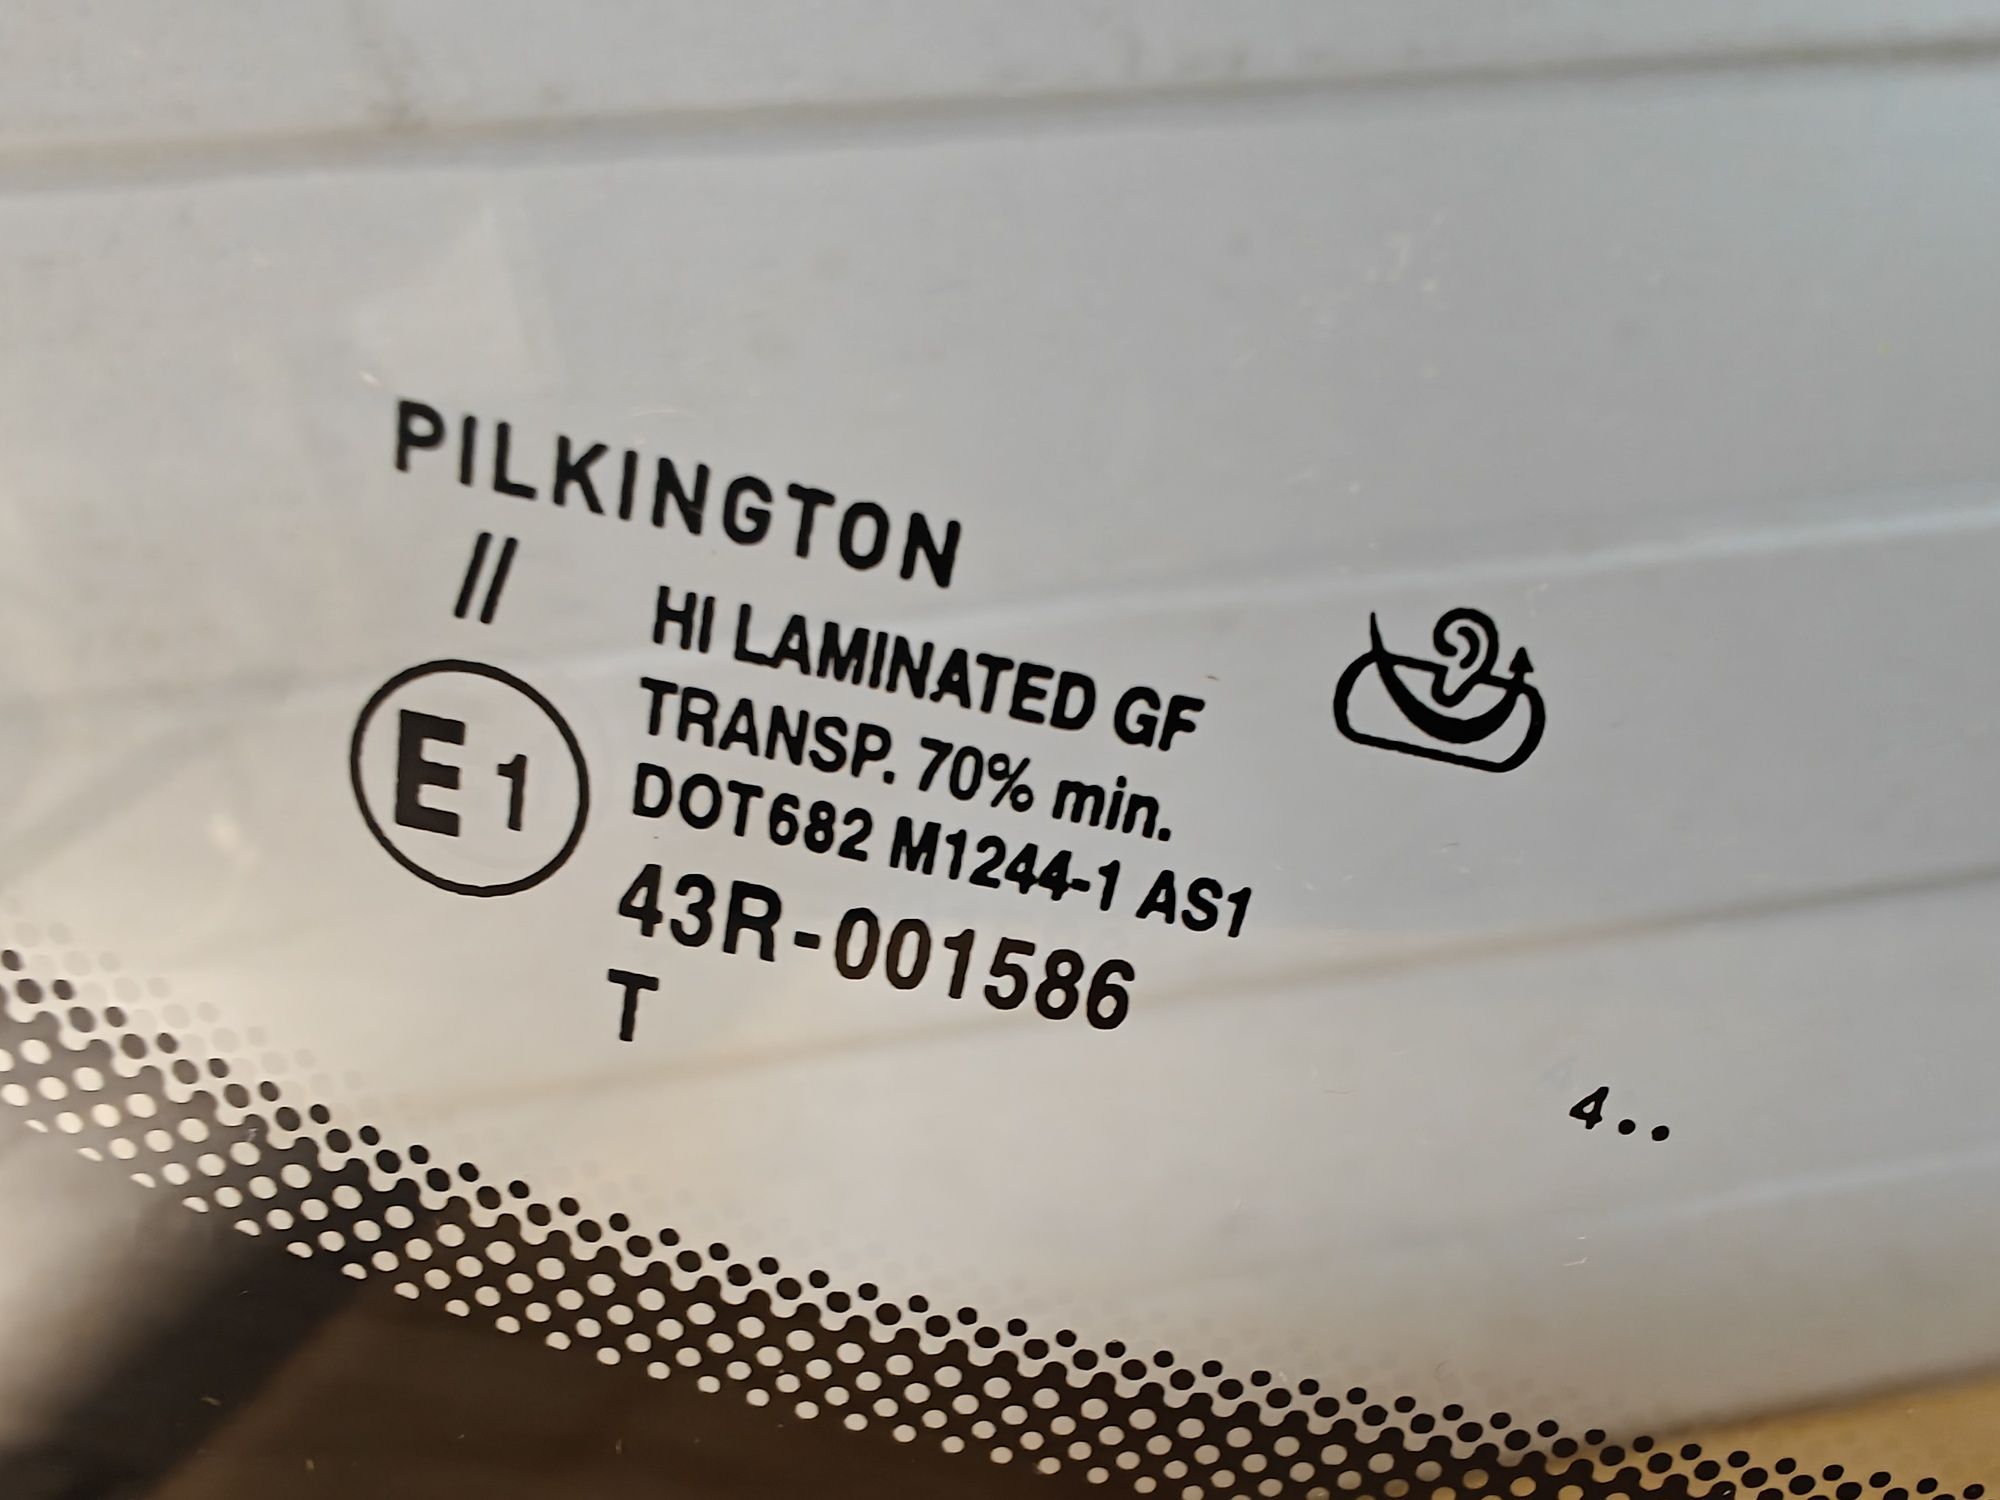 PILKINGTON
//
HI LAMINATED GF
TRANSP. 70% min.
E1
DOT682 M1244-1 AS1
43R-001586
T
4..